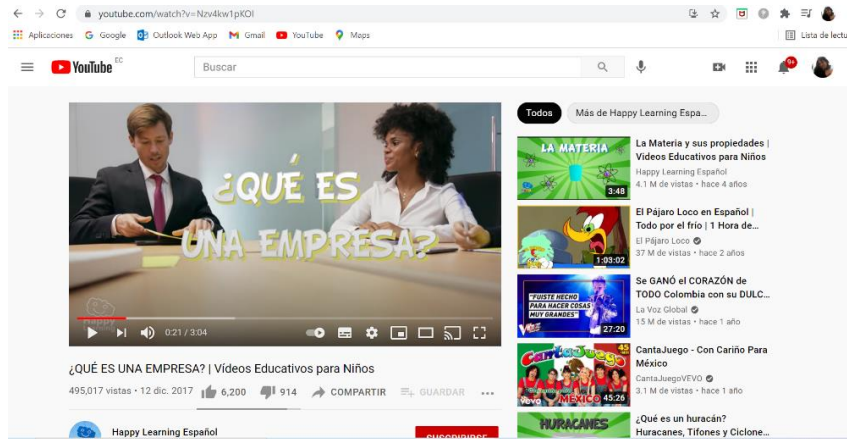 youtube.com/watch?v=Nzv4kw1pKOI
Aplicaciones Google Outlook Web App Gmail YouTube Maps Lista de lectu
YouTube EC
Buscar
9+
¿QUÉ ES
UNA EMPRESA?
Happy
0:21 / 3:04
¿QUÉ ES UNA EMPRESA? | Vídeos Educativos para Niños
495,017 vistas • 12 dic. 2017 6,200 914 COMPARTIR GUARDAR ...
Happy Learning Español
SUSCRIBIRSE
Todos Más de Happy Learning Espa...
LA MATERIA
3:48
La Materia y sus propiedades |
Videos Educativos para Niños
Happy Learning Español
4.1 M de vistas • hace 4 años
1:03:02
El Pájaro Loco en Español |
Todo por el frío | 1 Hora de...
El Pájaro Loco
37 M de vistas • hace 2 años
"FUISTE HECHO
PARA HACER COSAS
MUY GRANDES"
27:20
Se GANÓ el CORAZÓN de
TODO Colombia con su DULC...
La Voz Global
15 M de vistas • hace 1 año
CantaJuego
45
MÉXICO
vevo
45:26
CantaJuego - Con Cariño Para
México
CantaJuegoVEVO
3.1 M de vistas • hace 1 año
HURACANES
¿Qué es un huracán?
Huracanes, Tifones y Ciclone...